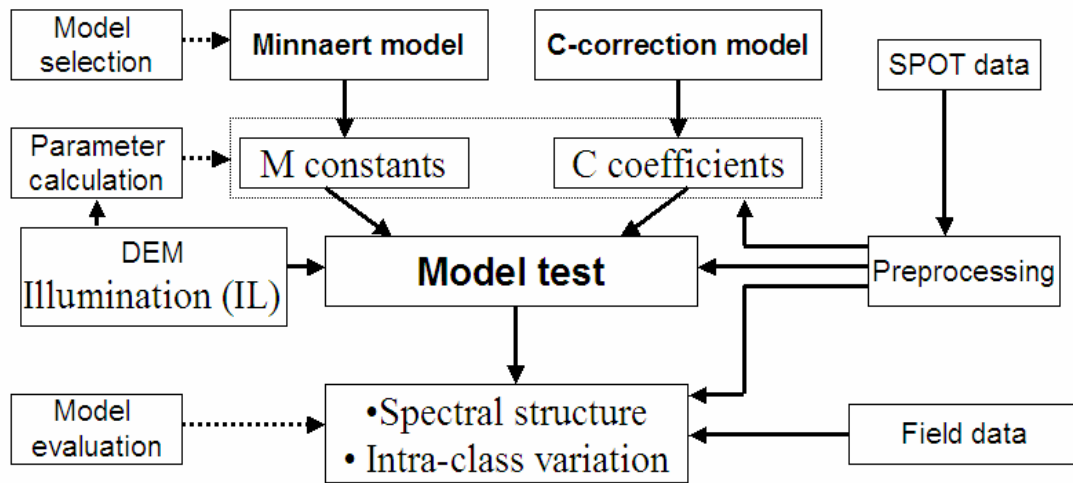 Model
selection
Minnaert model
C-correction model
SPOT data
Parameter
calculation
M constants
C coefficients
DEM
Illumination (IL)
Model test
Preprocessing
Model
evaluation
•Spectral structure
• Intra-class variation
Field data